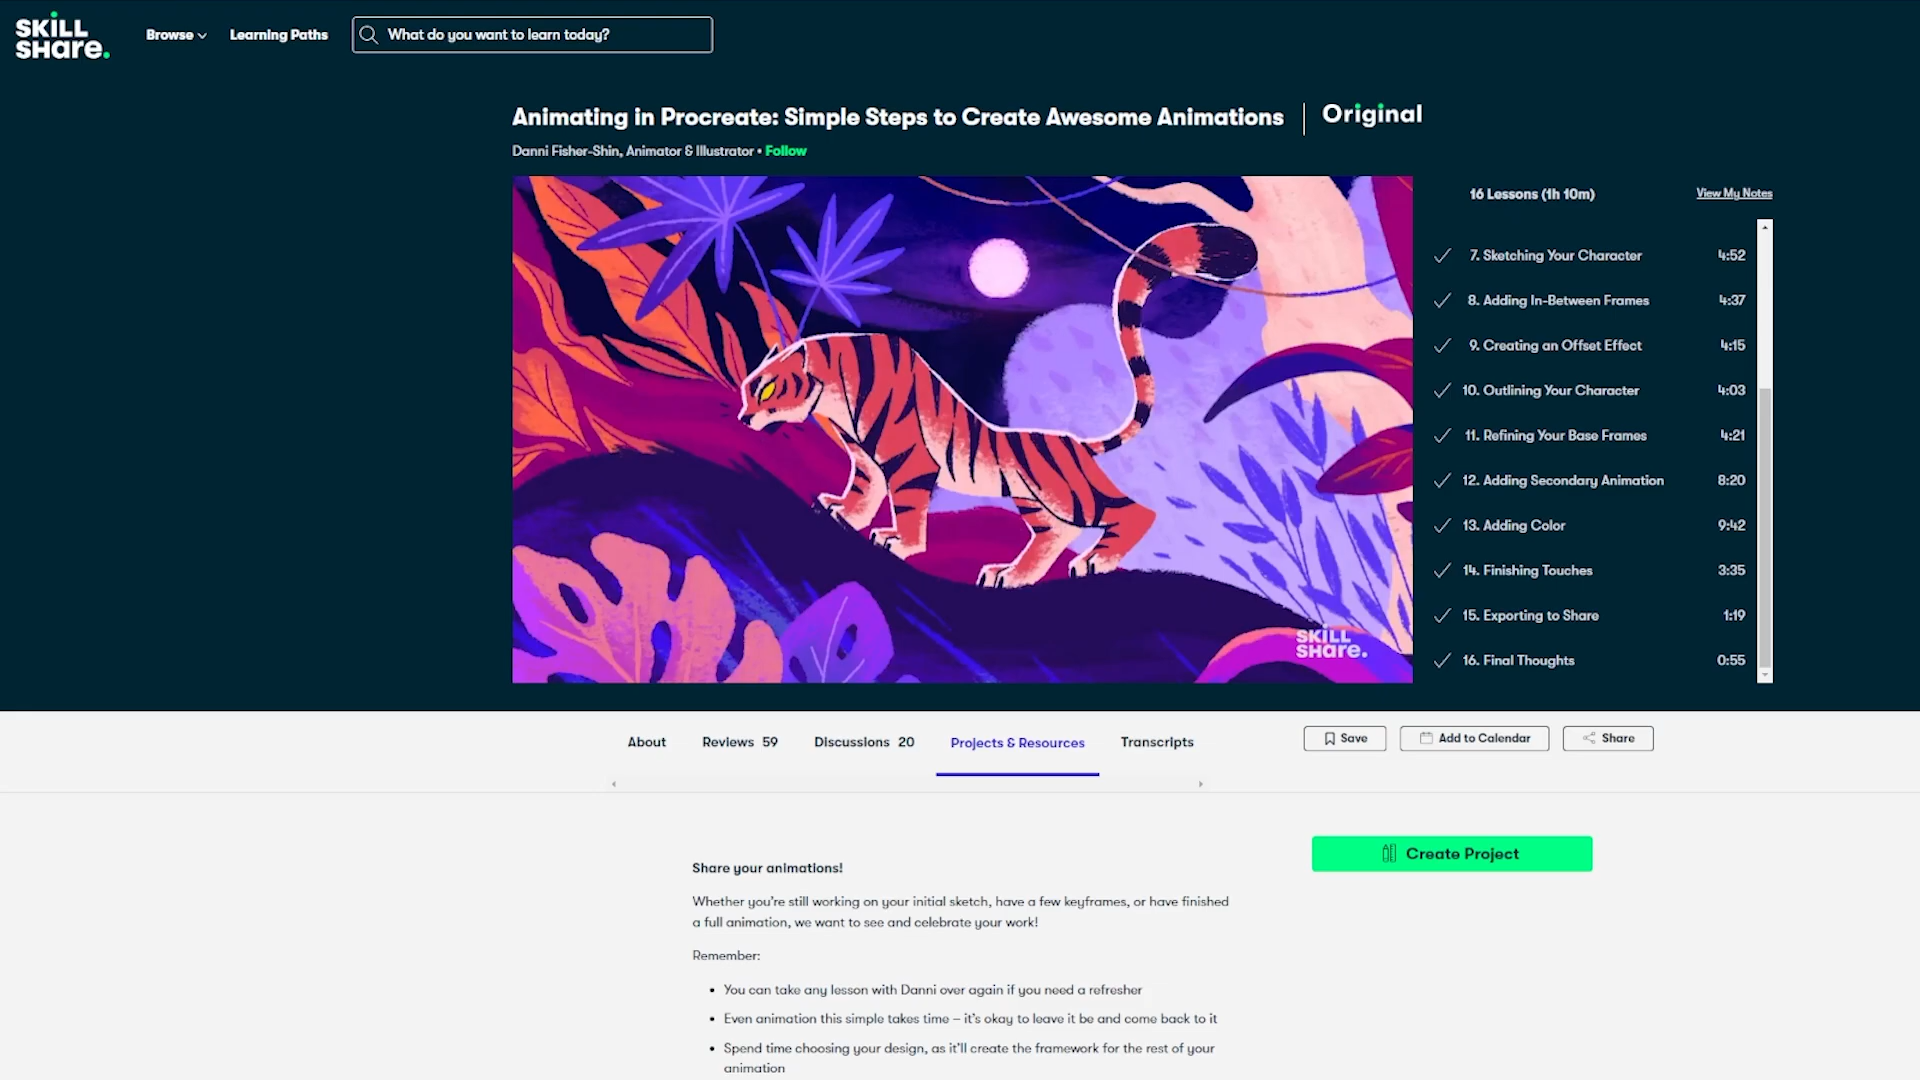 SKILL
SHare.
Browse
Learning Paths
What do you want to learn today?
Animating in Procreate: Simple Steps to Create Awesome Animations
Original
Danni Fisher-Shin, Animator & Illustrator • Follow
16 Lessons (1h 10m)
View My Notes
7. Sketching Your Character 4:52
8. Adding In-Between Frames 4:37
9. Creating an Offset Effect 4:15
10. Outlining Your Character 4:03
11. Refining Your Base Frames 4:21
12. Adding Secondary Animation 8:20
13. Adding Color 9:42
14. Finishing Touches 3:35
15. Exporting to Share 1:19
16. Final Thoughts 0:55
SKILL
SHare.
About
Reviews 59
Discussions 20
Projects & Resources
Transcripts
Save
Add to Calendar
Share
Create Project
Share your animations!
Whether you're still working on your initial sketch, have a few keyframes, or have finished
a full animation, we want to see and celebrate your work!
Remember:
• You can take any lesson with Danni over again if you need a refresher
• Even animation this simple takes time – it's okay to leave it be and come back to it
• Spend time choosing your design, as it'll create the framework for the rest of your
animation